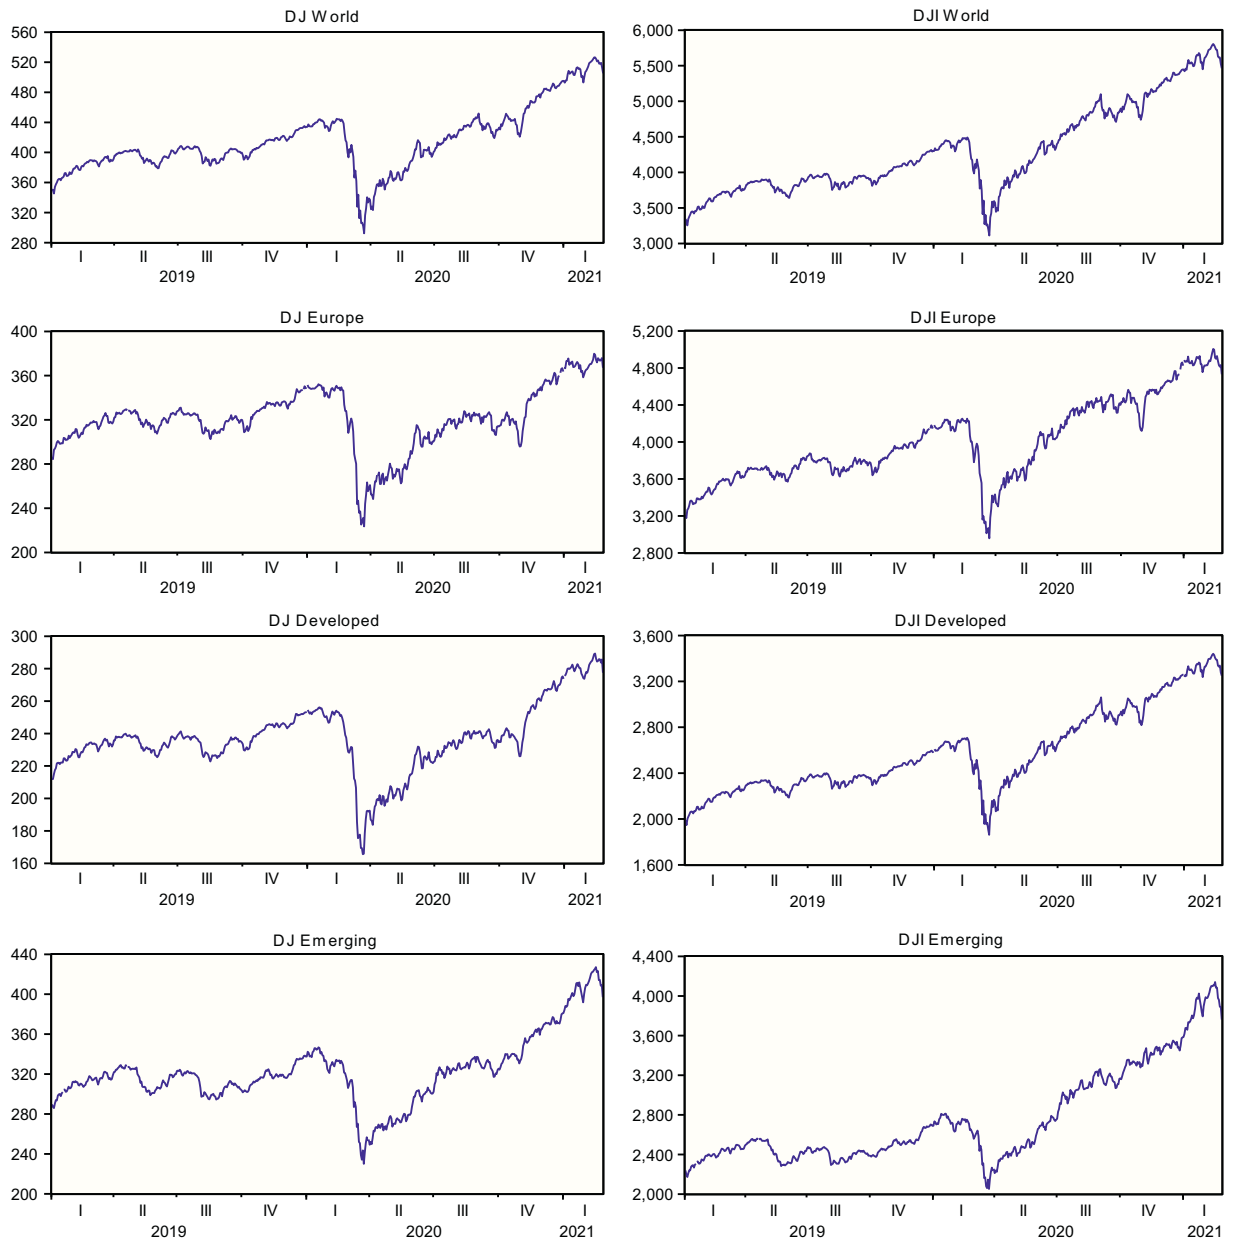 DJ World
560
520
480
440
400
360
320
280
I II III IV I II III IV I
2019 2020 2021
DJI World
6,000
5,500
5,000
4,500
4,000
3,500
3,000
I II III IV I II III IV I
2019 2020 2021
DJ Europe
400
360
320
280
240
200
I II III IV I II III IV I
2019 2020 2021
DJI Europe
5,200
4,800
4,400
4,000
3,600
3,200
2,800
I II III IV I II III IV I
2019 2020 2021
DJ Developed
300
280
260
240
220
200
180
160
I II III IV I II III IV I
2019 2020 2021
DJI Developed
3,600
3,200
2,800
2,400
2,000
1,600
I II III IV I II III IV I
2019 2020 2021
DJ Emerging
440
400
360
320
280
240
200
I II III IV I II III IV I
2019 2020 2021
DJI Emerging
4,400
4,000
3,600
3,200
2,800
2,400
2,000
I II III IV I II III IV I
2019 2020 2021